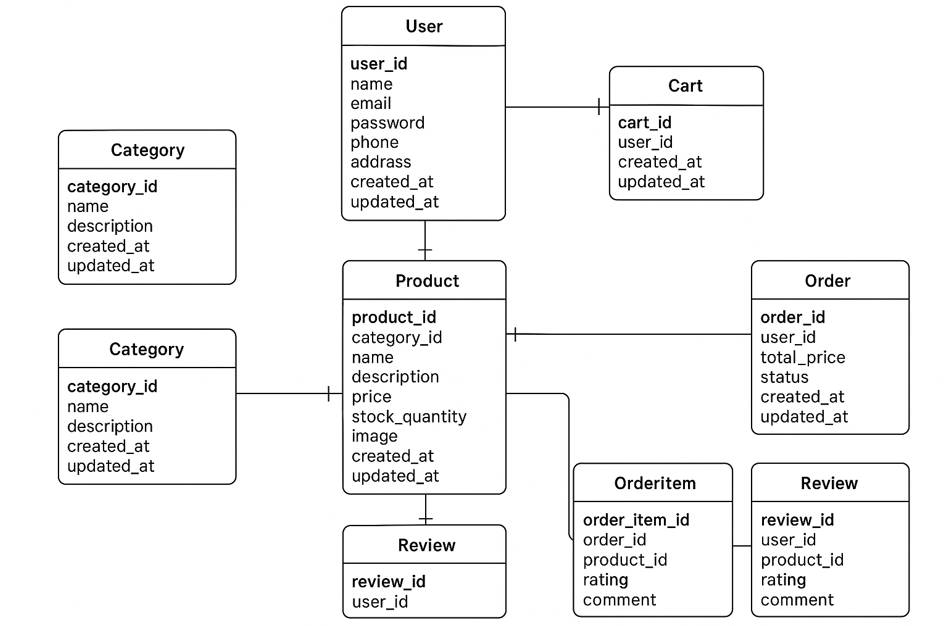 User
user_id
name
email
password
phone
addrass
created_at
updated_at
Cart
cart_id
user_id
created_at
updated_at
Category
category_id
name
description
created_at
updated_at
Product
product_id
category_id
name
description
price
stock_quantity
image
created_at
updated_at
Order
order_id
user_id
total_price
status
created_at
updated_at
Category
category_id
name
description
created_at
updated_at
Orderitem
order_item_id
order_id
product_id
rating
comment
Review
review_id
user_id
product_id
rating
comment
Review
review_id
user_id